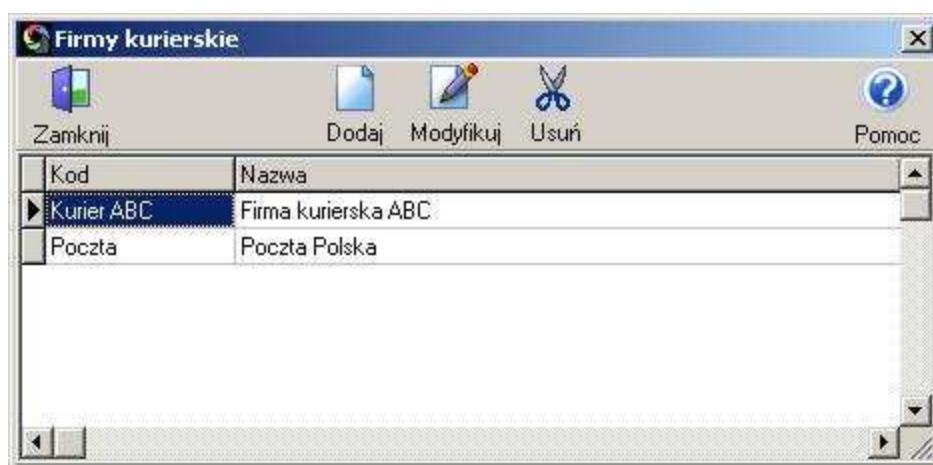 Firmy kurierskie
Zamknij Dodaj Modyfikuj Usuń Pomoc
Kod Nazwa
Kurier ABC Firma kurierska ABC
Poczta Poczta Polska